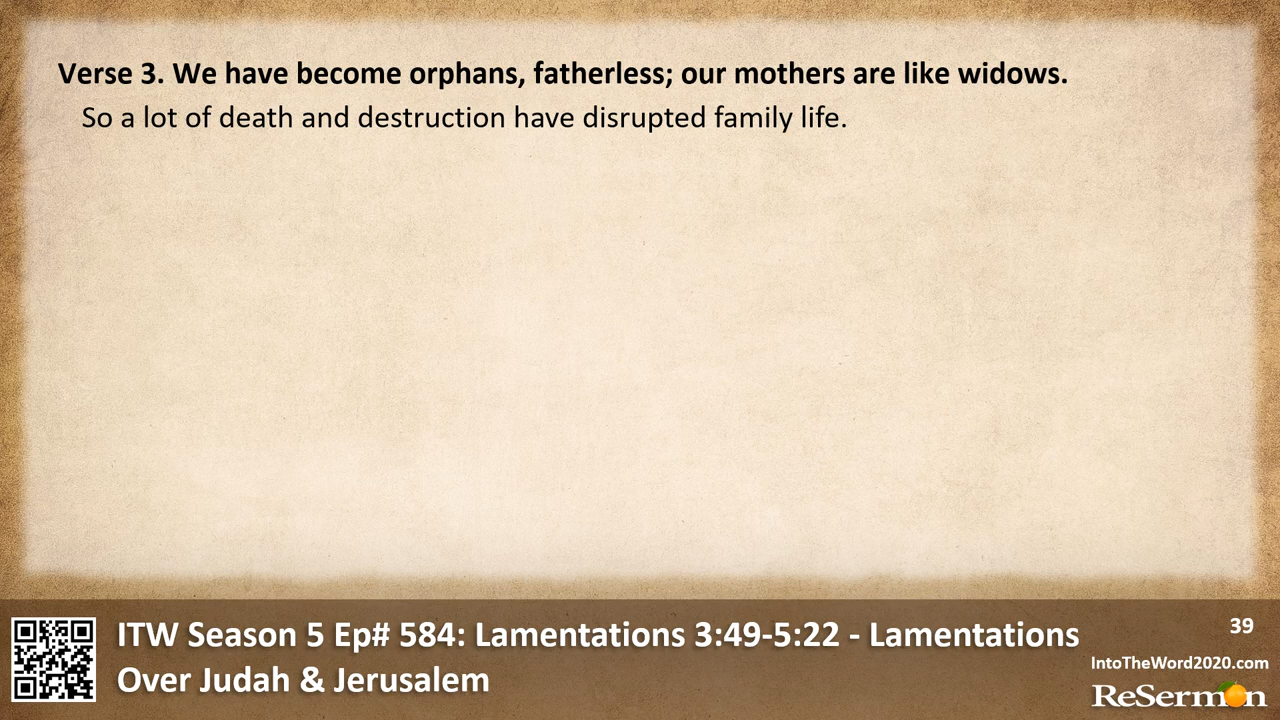 Verse 3. We have become orphans, fatherless; our mothers are like widows.
So a lot of death and destruction have disrupted family life.
ITW Season 5 Ep# 584: Lamentations 3:49-5:22 - Lamentations
Over Judah & Jerusalem
39
IntoTheWord2020.com
ReSermon